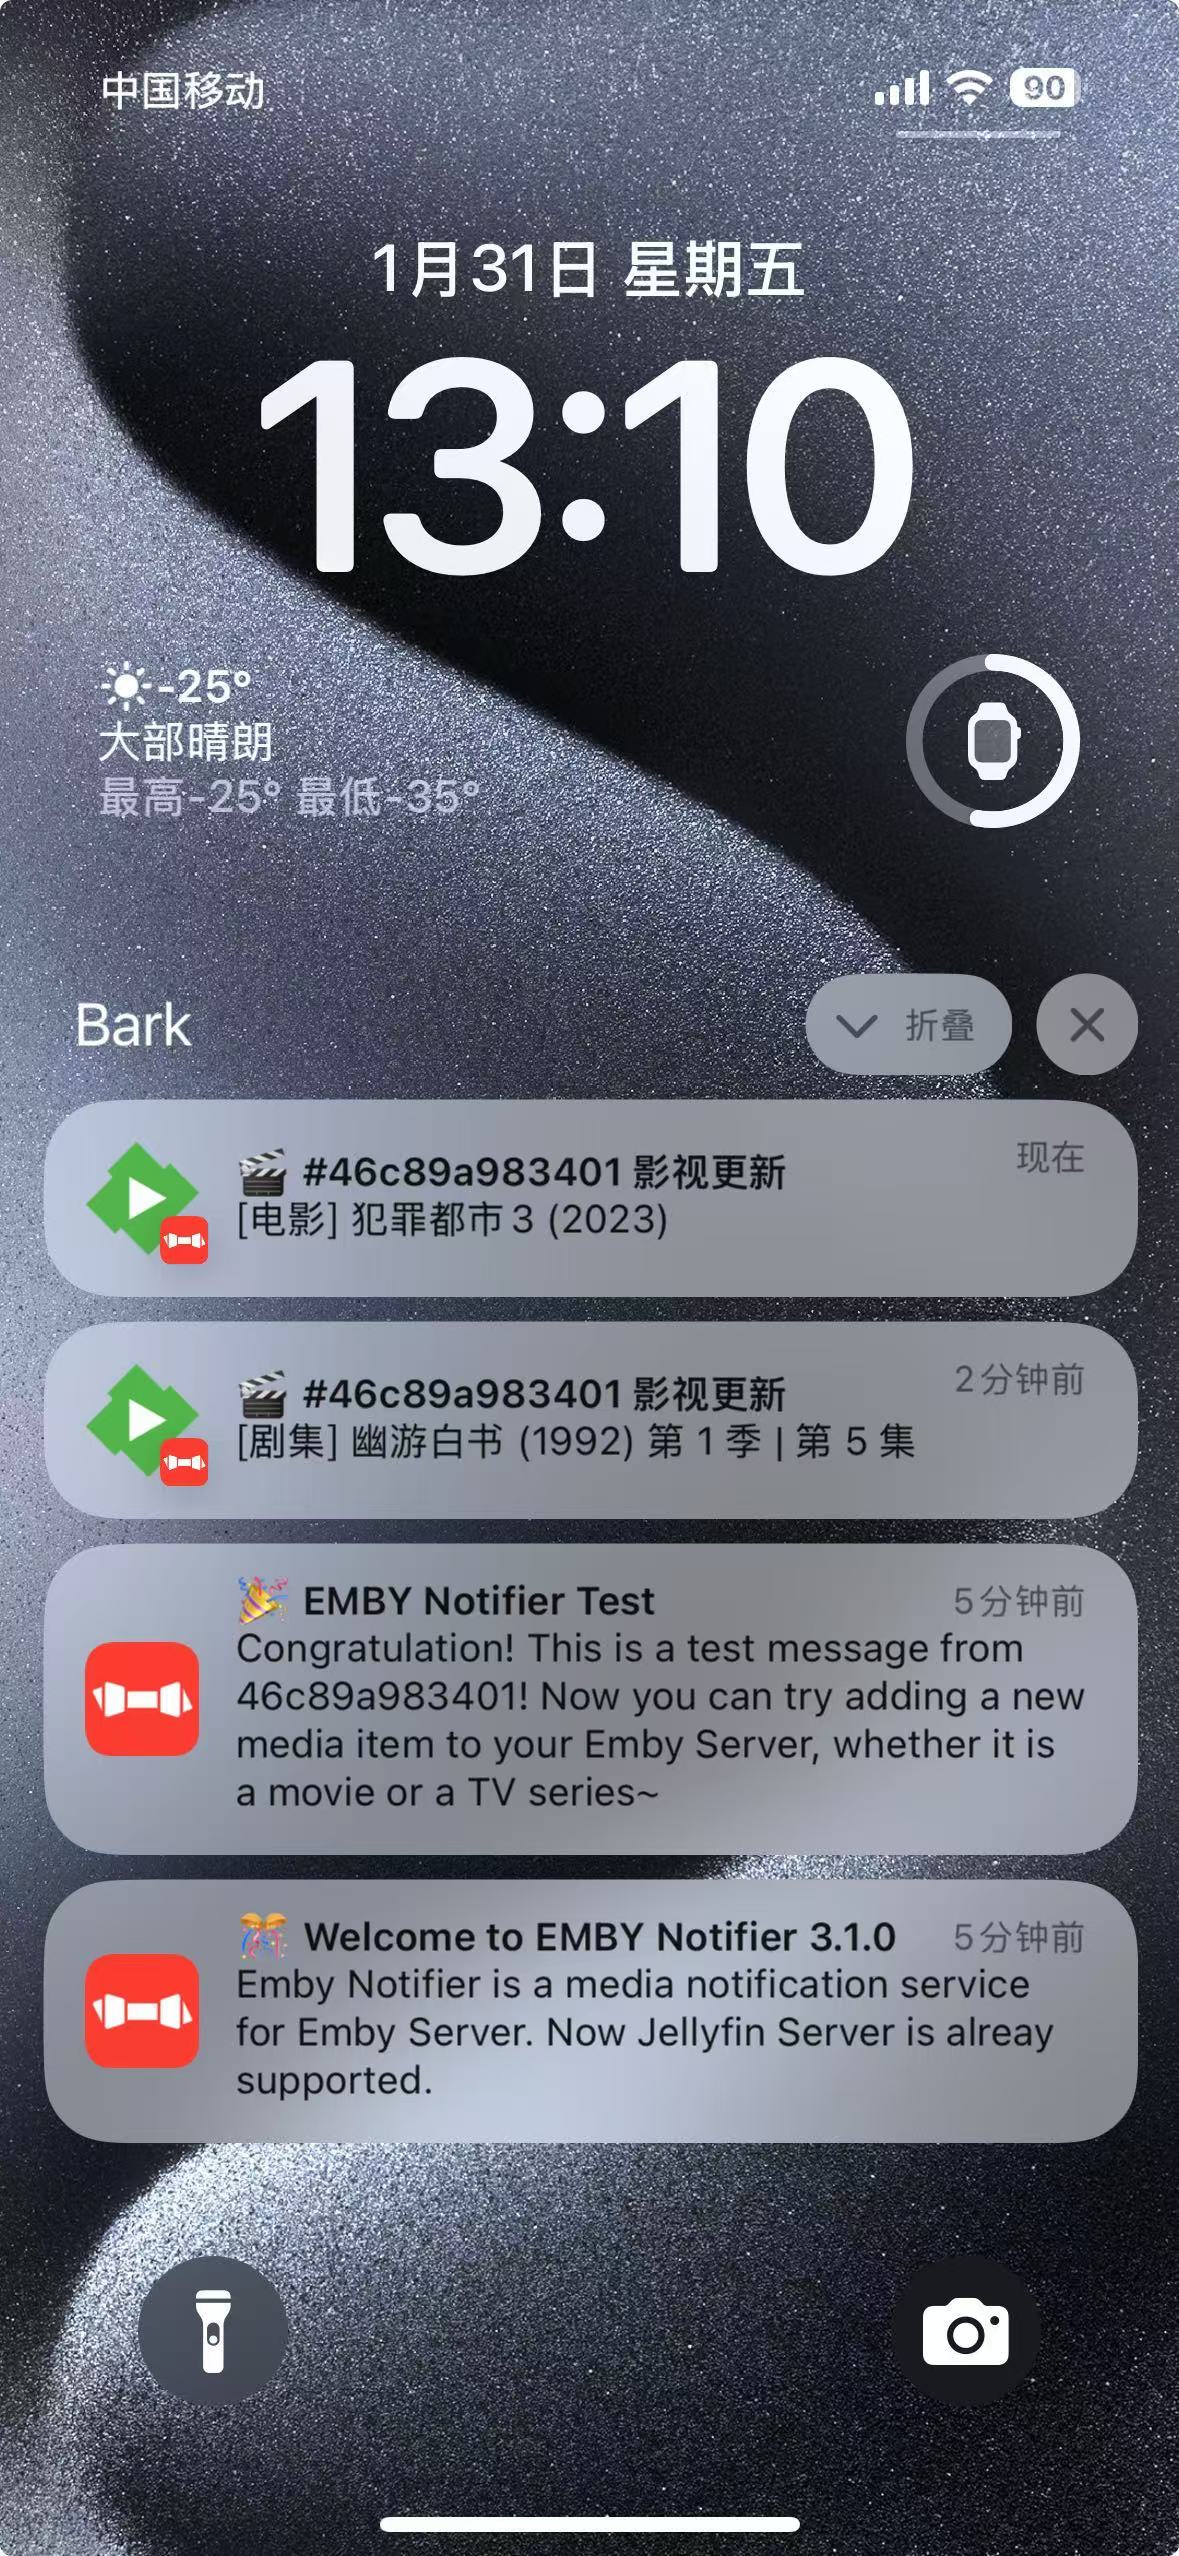 中国移动
90
1月31日 星期五
13:10
-25°
大部晴朗
最高-25° 最低-35°
Bark
折叠
🎬 #46c89a983401 影视更新
现在
[电影] 犯罪都市 3 (2023)
🎬 #46c89a983401 影视更新
2分钟前
[剧集] 幽游白书 (1992) 第 1 季 | 第 5 集
🎉 EMBY Notifier Test
5分钟前
Congratulation! This is a test message from
46c89a983401! Now you can try adding a new
media item to your Emby Server, whether it is
a movie or a TV series~
🎊 Welcome to EMBY Notifier 3.1.0
5分钟前
Emby Notifier is a media notification service
for Emby Server. Now Jellyfin Server is alreay
supported.